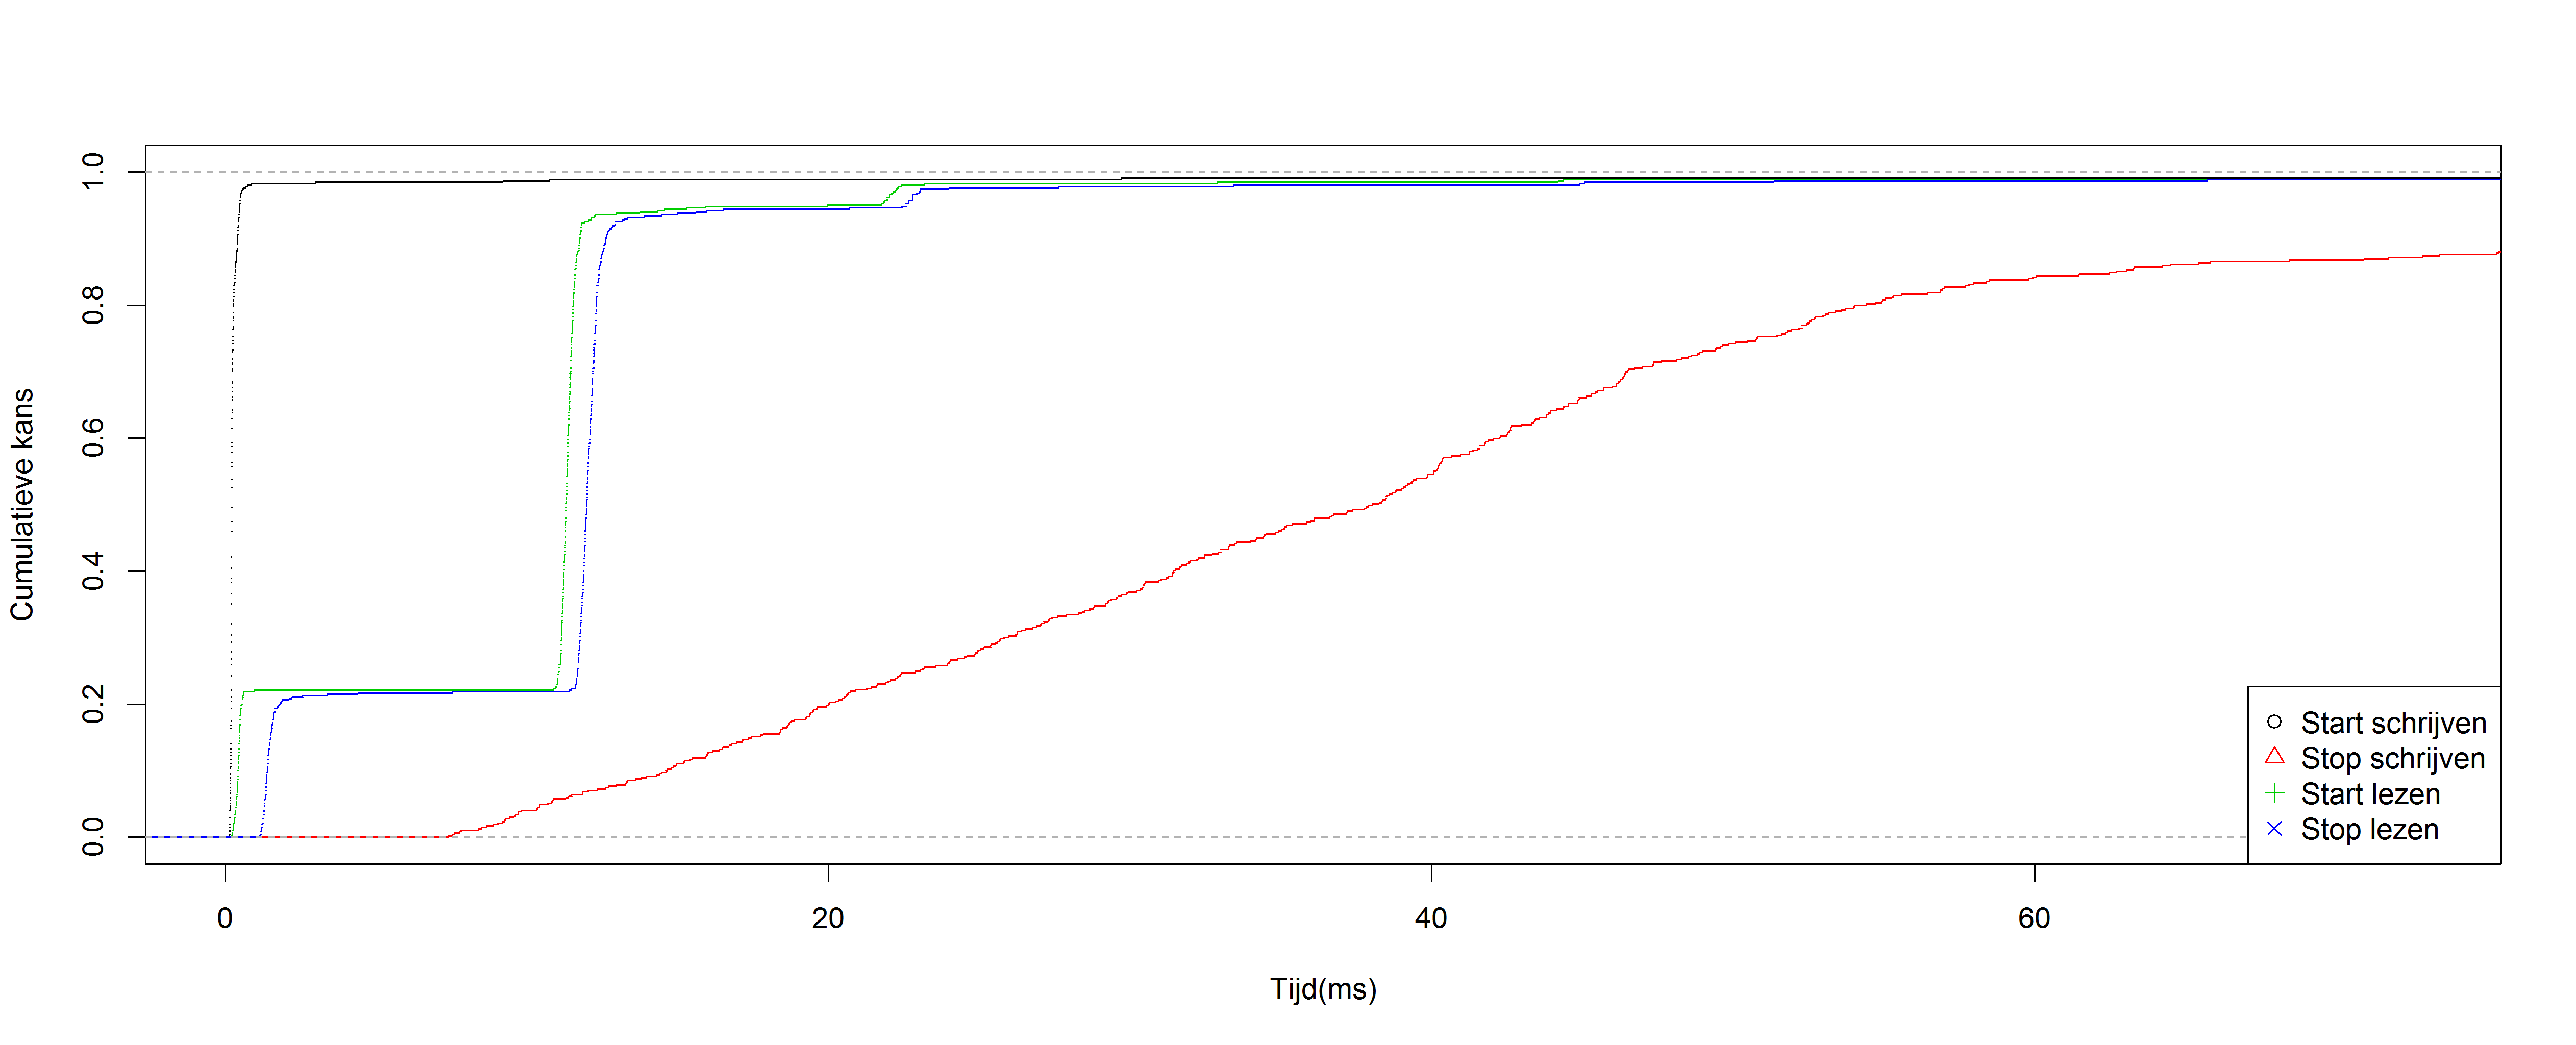 Cumulatieve kans
1.0
0.8
0.6
0.4
0.2
0.0
0 20 40 60
Tijd(ms)
Start schrijven
Stop schrijven
Start lezen
Stop lezen